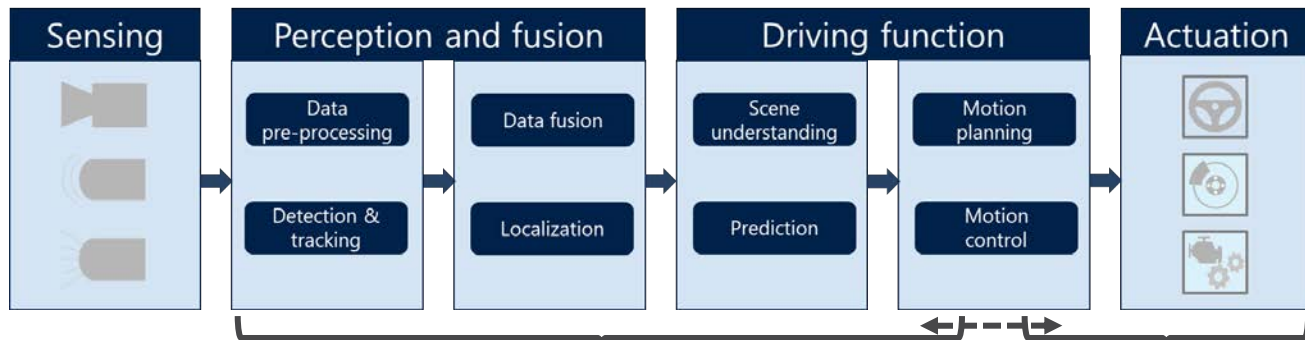 Sensing
Perception and fusion
Driving function
Actuation
Data
pre-processing
Detection &
tracking
Data fusion
Localization
Scene
understanding
Prediction
Motion
planning
Motion
control